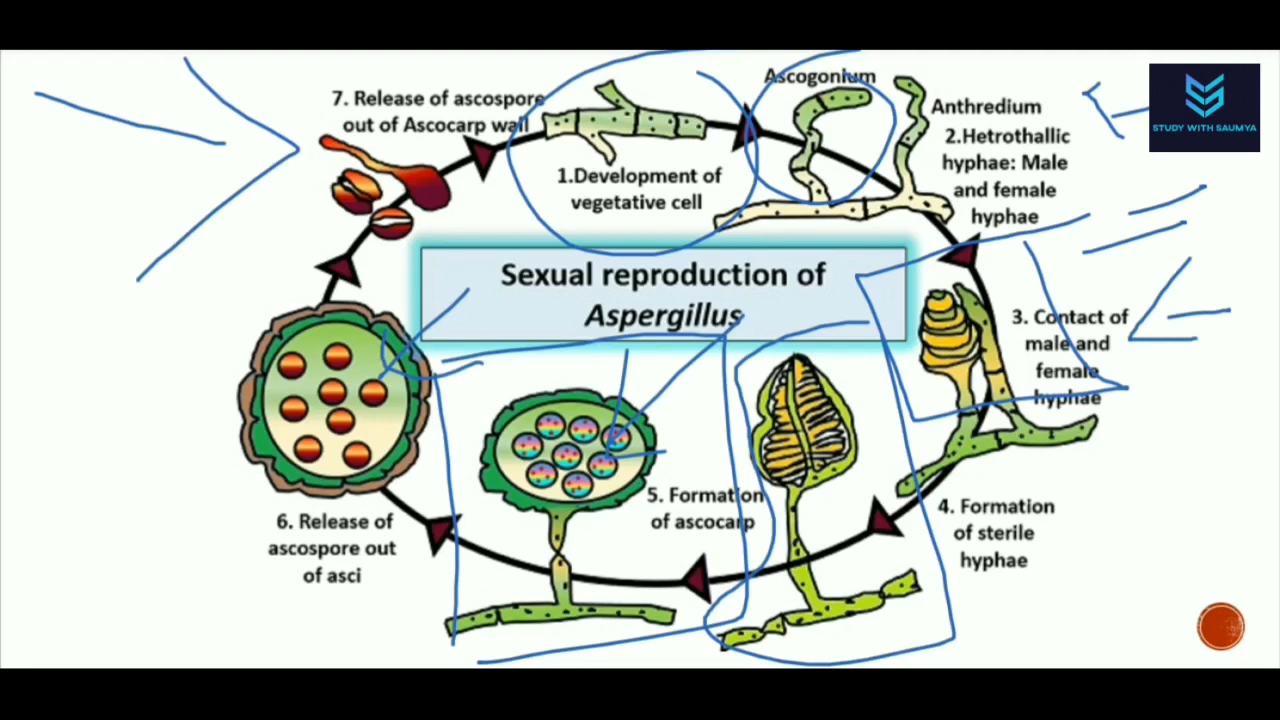 Sexual reproduction of
Aspergillus
1.Development of
vegetative cell
Ascogonium
Anthredium
2.Hetrothallic
hyphae: Male
and female
hyphae
3. Contact of
male and
female
hyphae
4. Formation
of sterile
hyphae
5. Formation
of ascocarp
6. Release of
ascospore out
of asci
7. Release of ascospore
out of Ascocarp wall
STUDY WITH SAUMYA